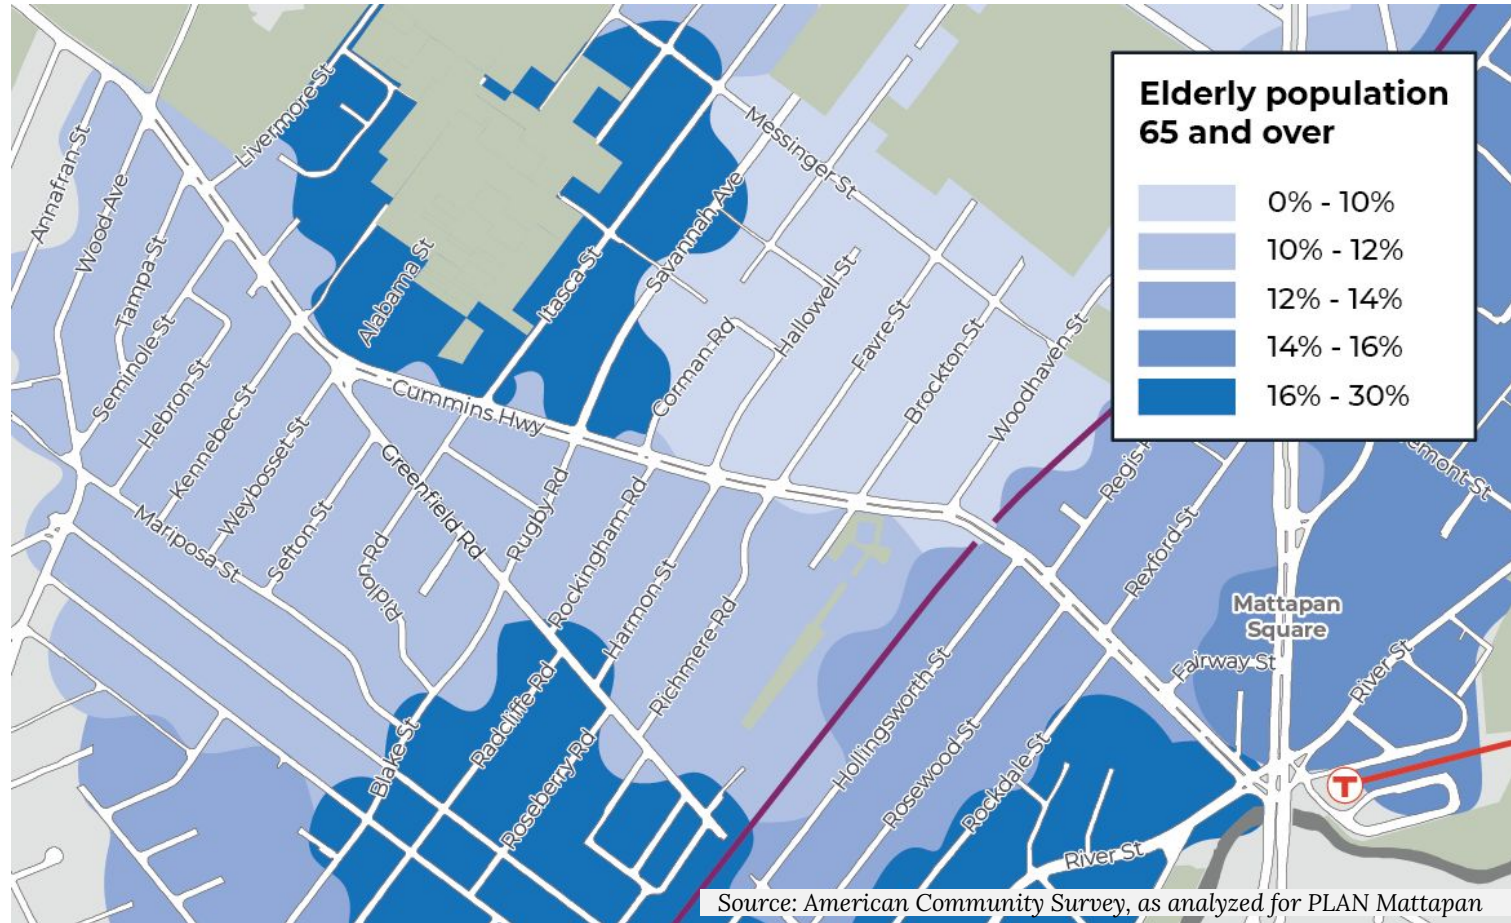 Elderly population
65 and over
0% - 10%
10% - 12%
12% - 14%
14% - 16%
16% - 30%
Livermore St
Annafran St
Wood Ave
Tampa St
Seminole St
Hebron St
Kennebec St
Weybosset St
Sefton St
Mariposa St
Ridlon Rd
Greenfield Rd
Alabama St
Cummins Hwy
Itasca St
Savannah Ave
Messinger St
Corman Rd
Hallowell St
Favre St
Brockton St
Woodhaven St
Rugby Rd
Rockingham Rd
Harmon St
Richmere Rd
Blake St
Radcliffe Rd
Roseberry Rd
Hollingsworth St
Rosewood St
Rockdale St
Regis
Rexford St
Mattapan
Square
Fairway St
River St
T
River St
Source: American Community Survey, as analyzed for PLAN Mattapan